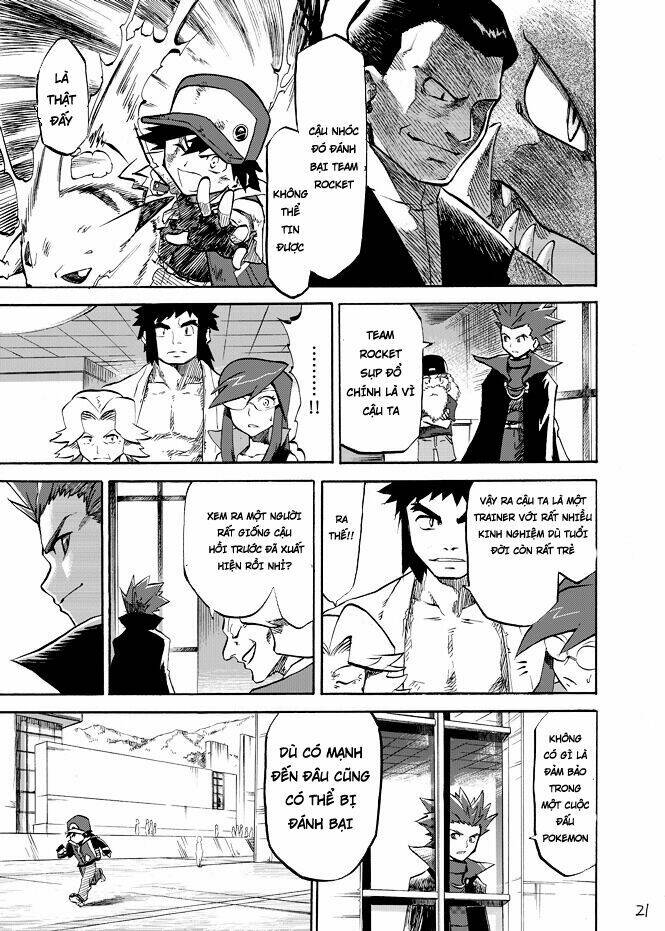 CẬU NHÓC
ĐÓ ĐÁNH
BẠI TEAM
ROCKET
KHÔNG
THỂ
TIN
ĐƯỢC
LÀ
THẬT
ĐẤY
TEAM
ROCKET
SỤP ĐỔ
CHÍNH LÀ VÌ
CẬU TA
.......!!
VẬY RA CẬU TA LÀ MỘT
TRAINER VỚI RẤT NHIỀU
KINH NGHIỆM DÙ TUỔI
ĐỜI CÒN RẤT TRẺ
RA
THẾ!!
XEM RA MỘT NGƯỜI
RẤT GIỐNG CẬU
HỒI TRƯỚC ĐÃ XUẤT
HIỆN RỒI NHỈ?
KHÔNG
CÓ GÌ LÀ
ĐẢM BẢO
TRONG
MỘT CUỘC
ĐẤU
POKEMON
DÙ CÓ MẠNH
ĐẾN ĐÂU CŨNG
CÓ THỂ BỊ
ĐÁNH BẠI
21